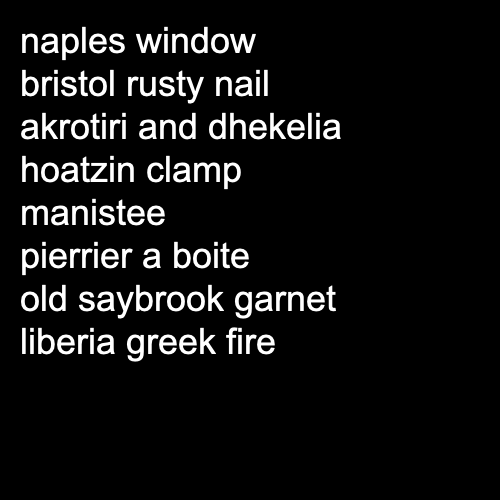 naples window
bristol rusty nail
akrotiri and dhekelia
hoatzin clamp
manistee
pierrier a boite
old saybrook garnet
liberia greek fire